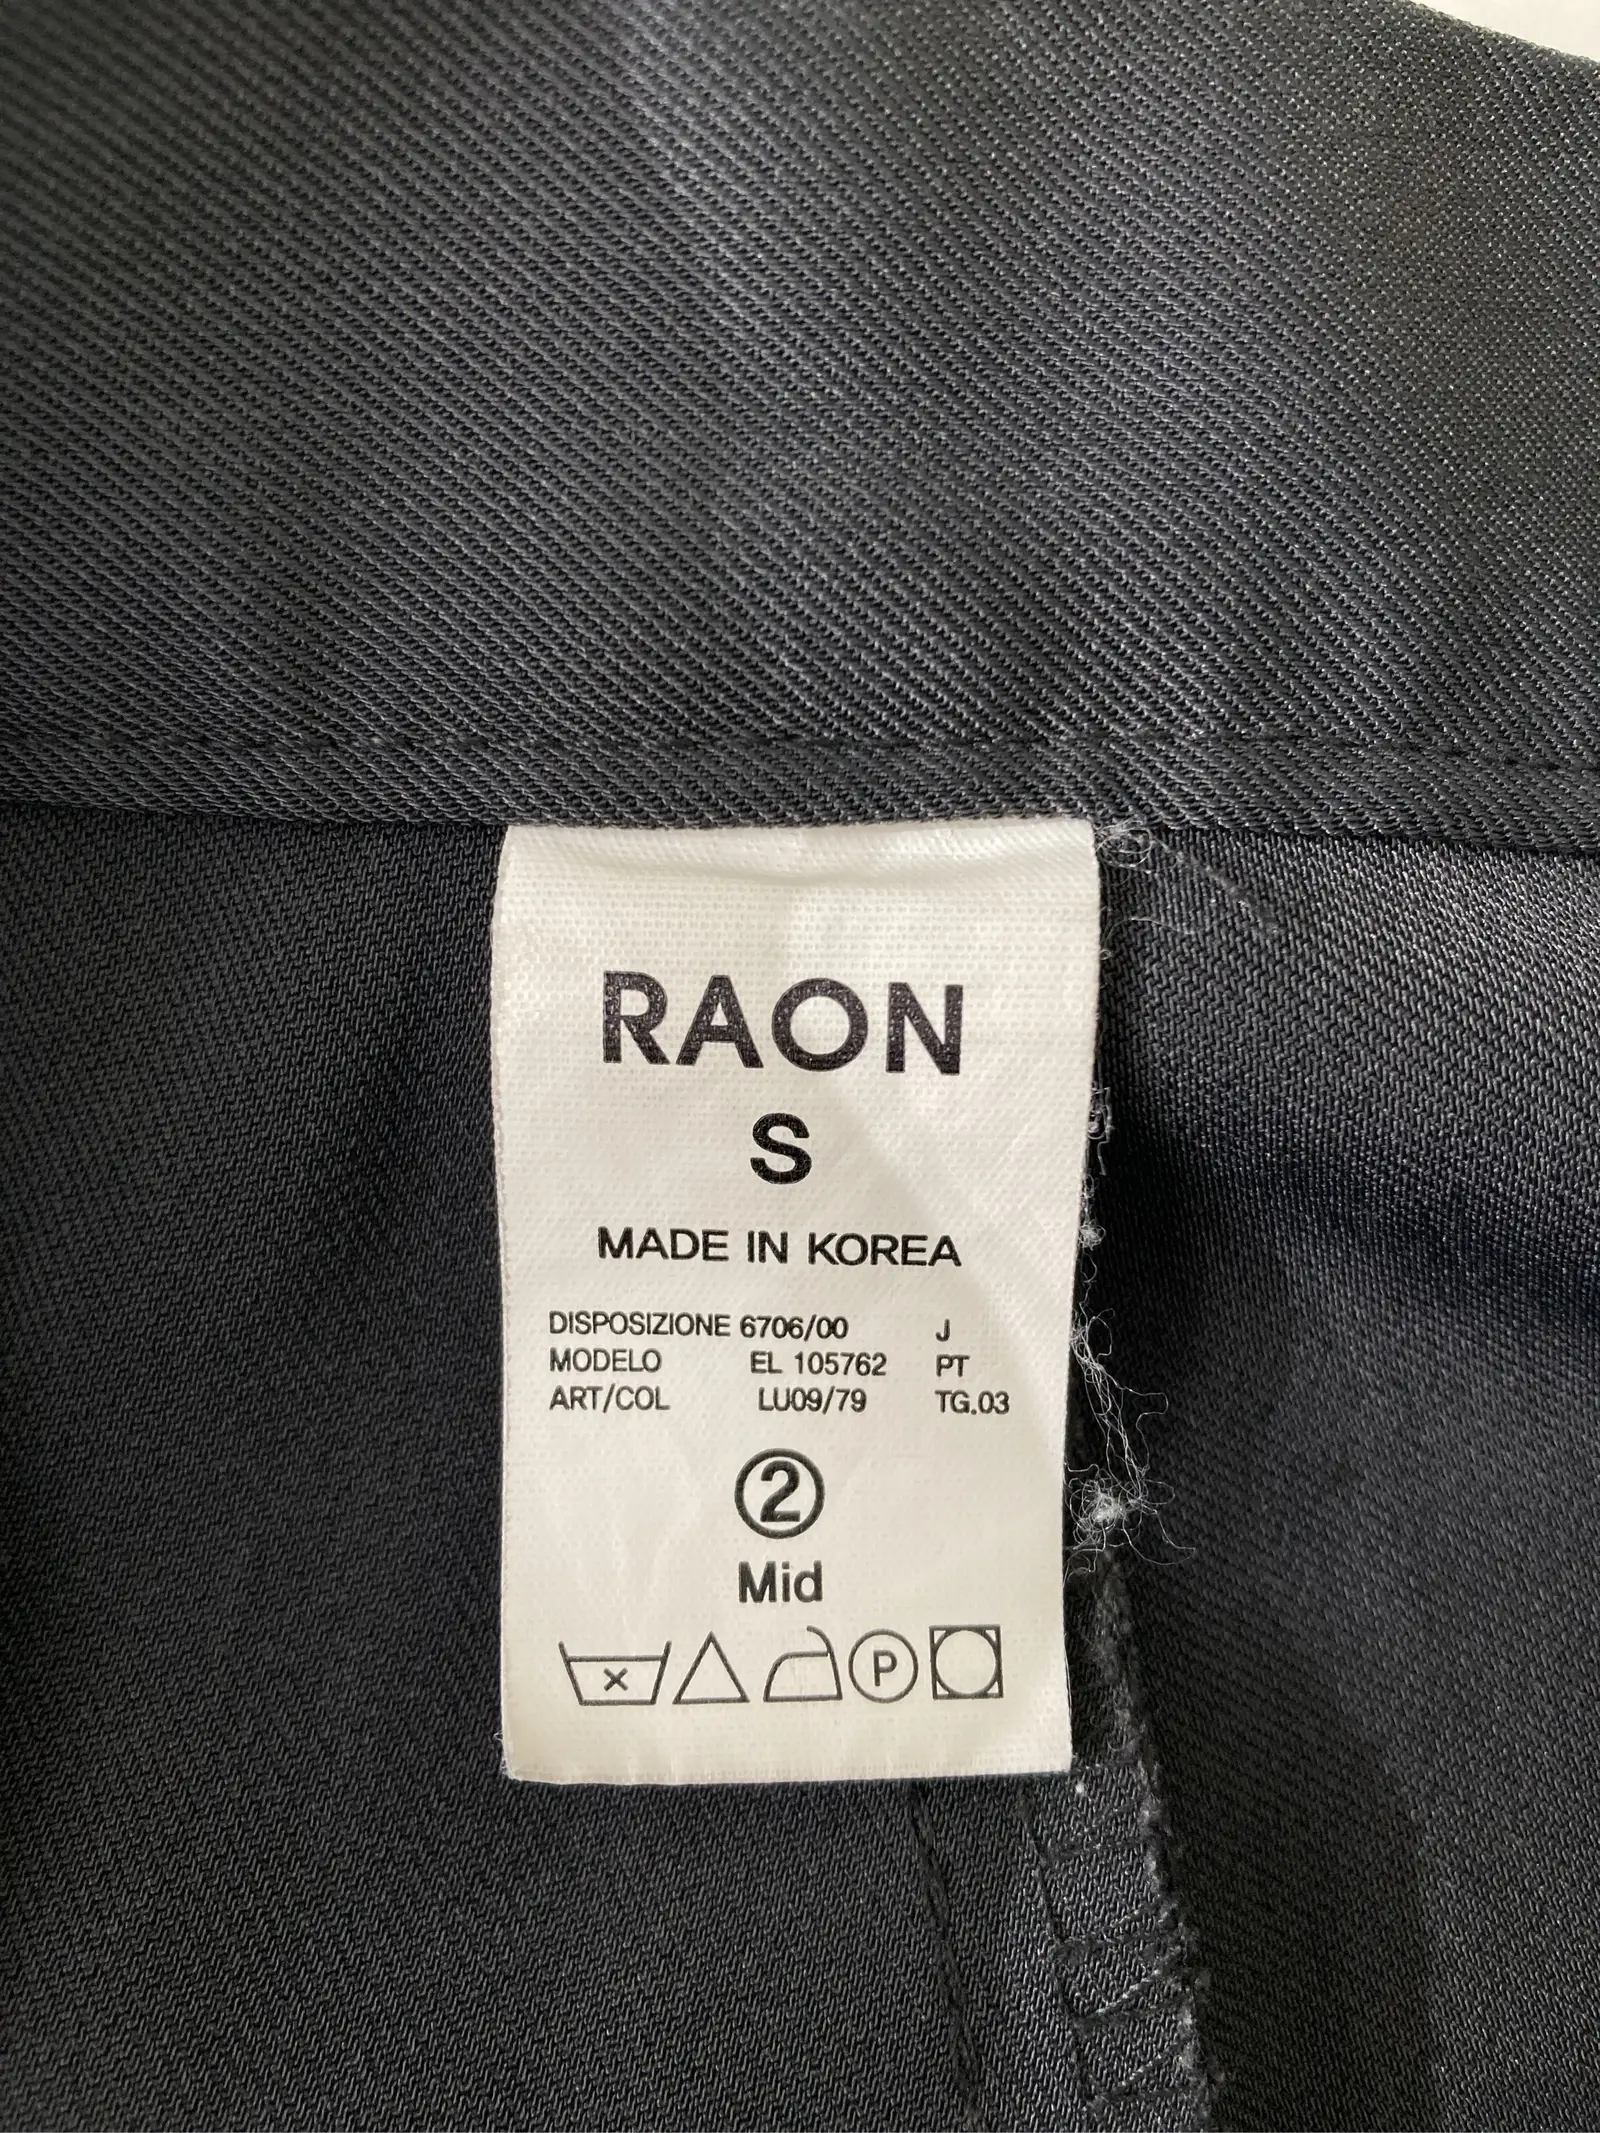 RAON
S
MADE IN KOREA
DISPOSIZIONE 6706/00 J
MODELO EL 105762 PT
ART/COL LU09/79 TG.03
②
Mid
P